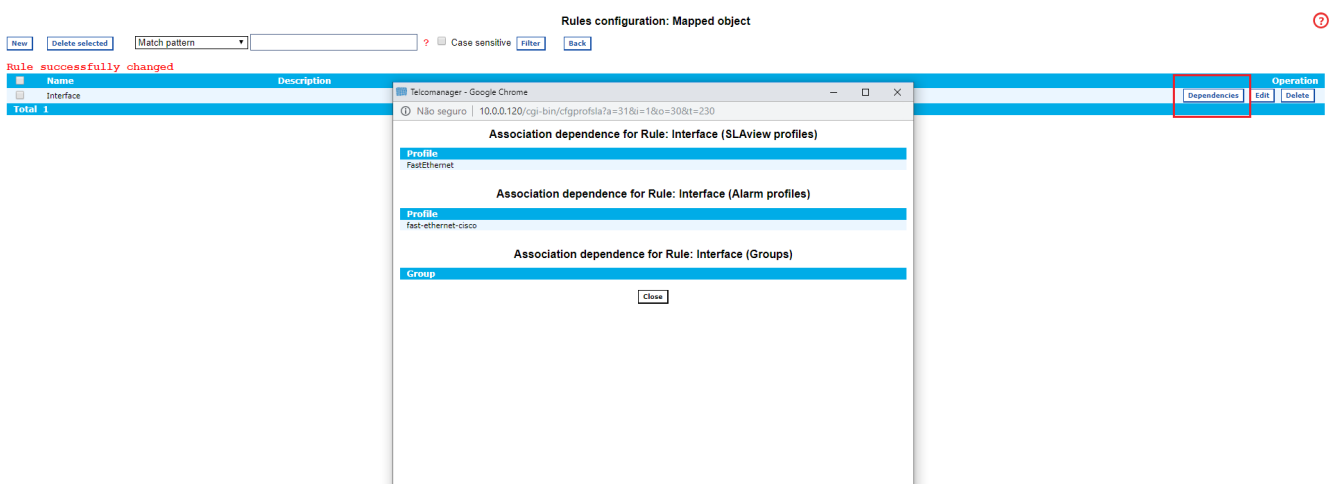 Rules configuration: Mapped object
?
New Delete selected Match pattern ? Case sensitive Filter Back
Rule successfully changed
Name Description Operation
Interface Dependencies Edit Delete
Total 1
Telcomanager - Google Chrome
Não seguro | 10.0.0.120/cgi-bin/cfgprofsla?a=31&i=1&o=30&t=230
Association dependence for Rule: Interface (SLAview profiles)
Profile
FastEthernet
Association dependence for Rule: Interface (Alarm profiles)
Profile
fast-ethernet-cisco
Association dependence for Rule: Interface (Groups)
Group
Close